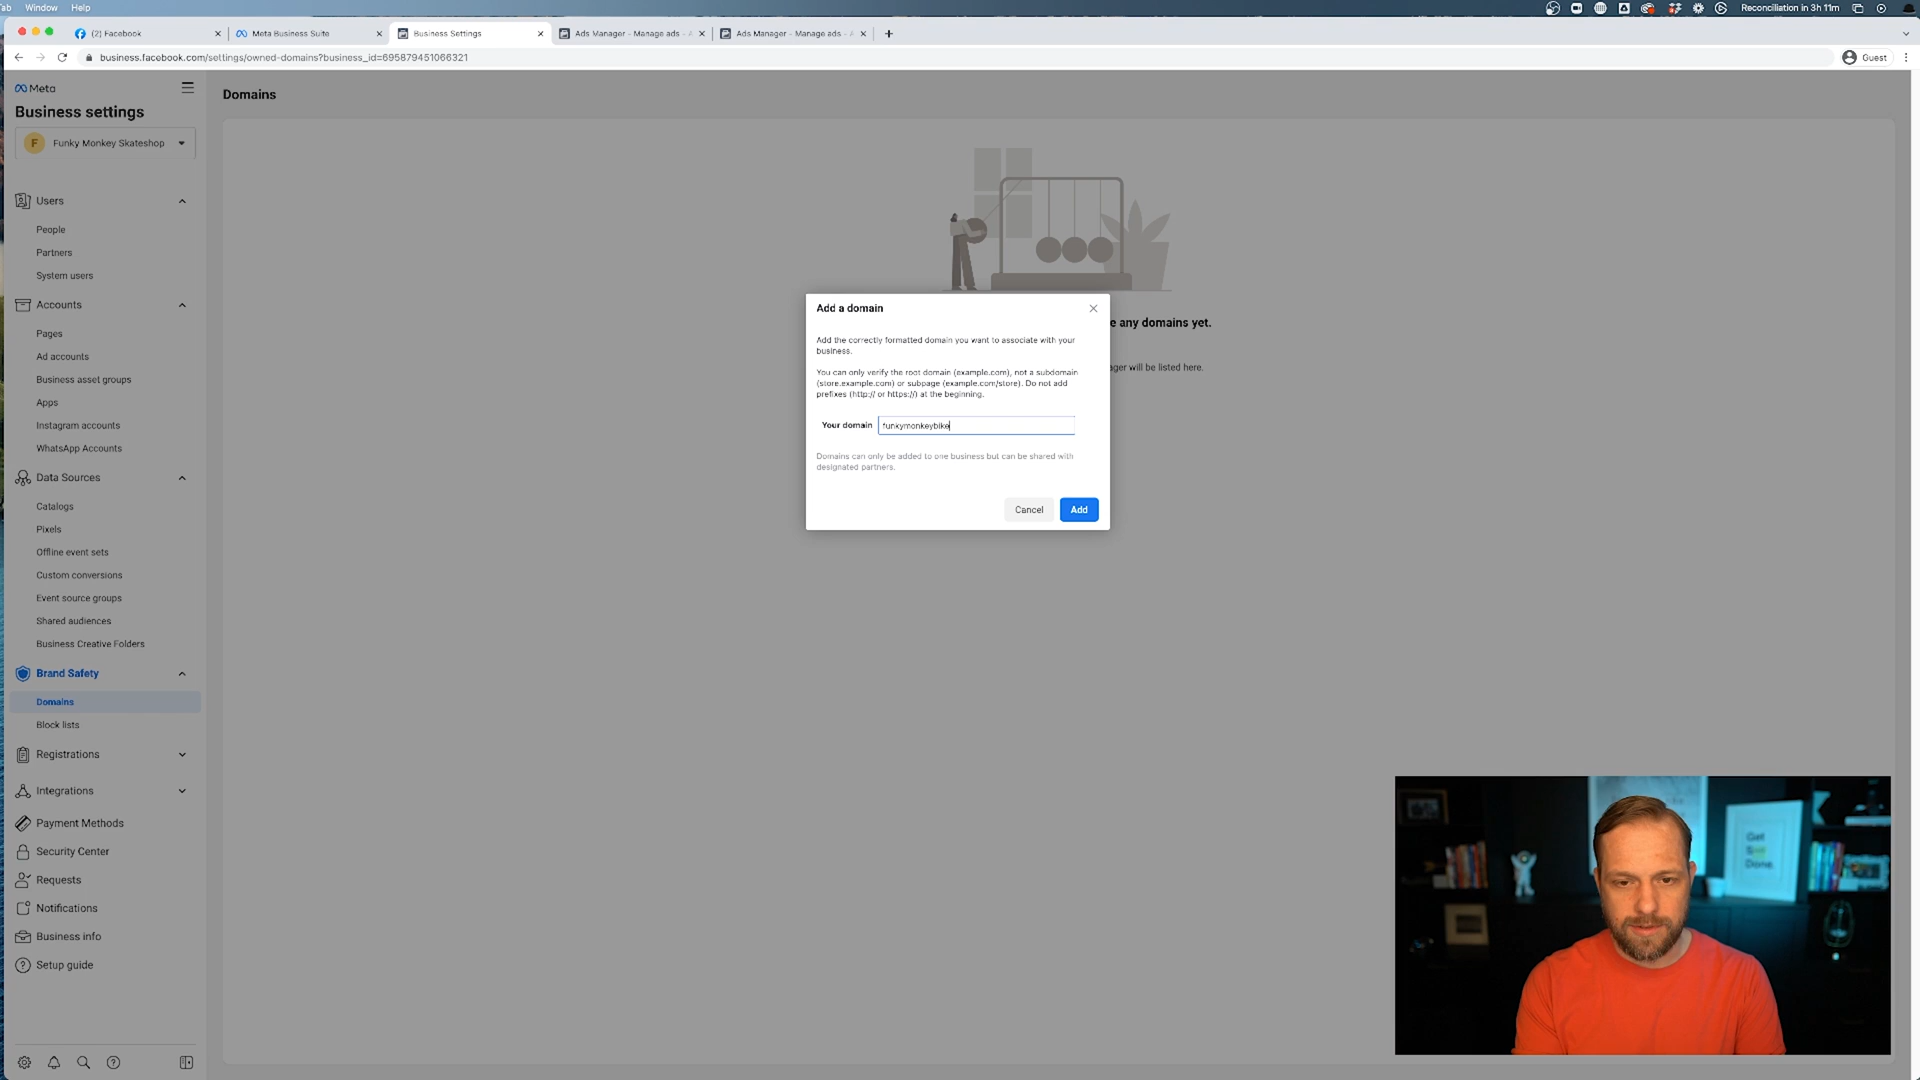 ab Window Help
Reconciliation in 3h 11m
(2) Facebook
Meta Business Suite
Business Settings
Ads Manager - Manage ads - A
Ads Manager - Manage ads - A
business.facebook.com/settings/owned-domains?business_id=695879451066321
Guest
Meta
Business settings
F Funky Monkey Skateshop
Users
People
Partners
System users
Accounts
Pages
Ad accounts
Business asset groups
Apps
Instagram accounts
WhatsApp Accounts
Data Sources
Catalogs
Pixels
Offline event sets
Custom conversions
Event source groups
Shared audiences
Business Creative Folders
Brand Safety
Domains
Block lists
Registrations
Integrations
Payment Methods
Security Center
Requests
Notifications
Business info
Setup guide
Domains
e any domains yet.
ager will be listed here.
Add a domain
Add the correctly formatted domain you want to associate with your
business.
You can only verify the root domain (example.com), not a subdomain
(store.example.com) or subpage (example.com/store). Do not add
prefixes (http:// or https://) at the beginning.
Your domain funkymonkeybike
Domains can only be added to one business but can be shared with
designated partners.
Cancel Add
Get
Done.